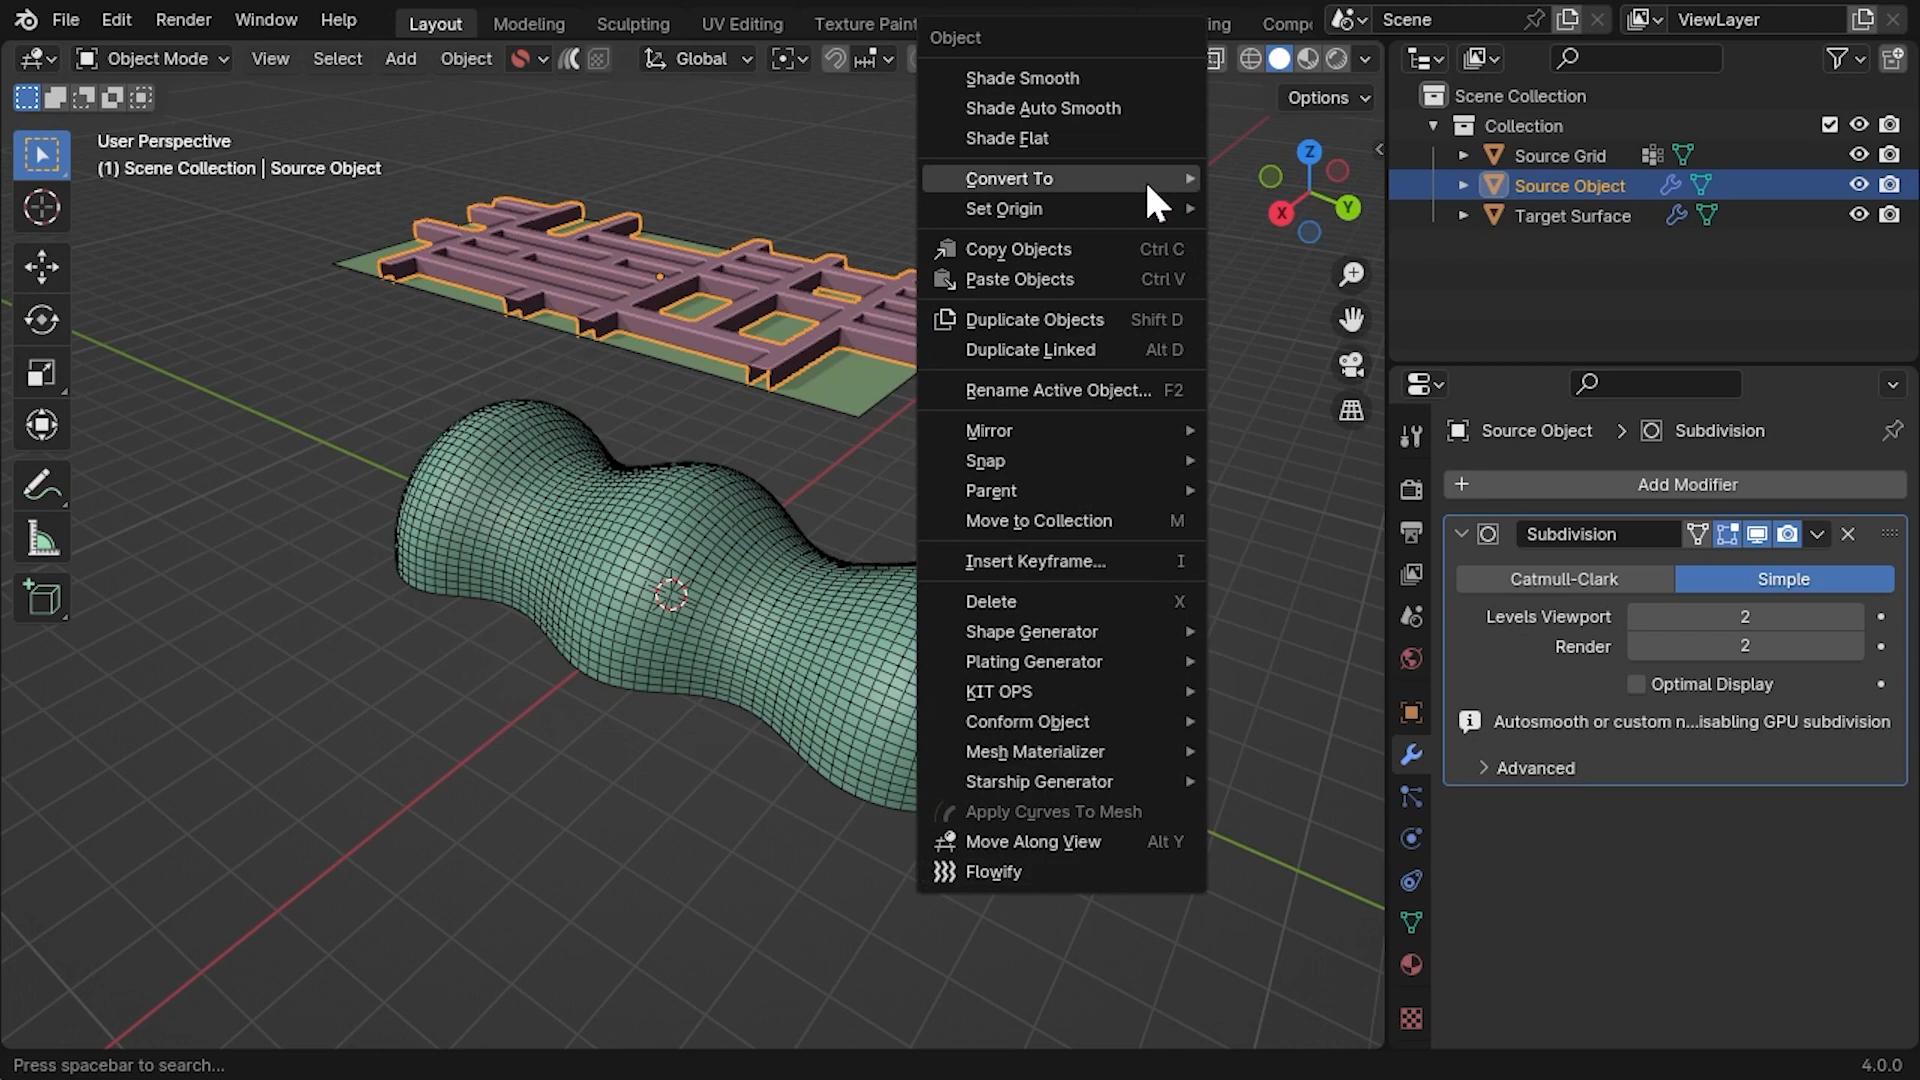 File Edit Render Window Help
Layout Modeling Sculpting UV Editing Texture Paint ing Comp
Scene
ViewLayer
Object Mode View Select Add Object Global
Options
User Perspective
(1) Scene Collection | Source Object
X Y Z
Object
Shade Smooth
Shade Auto Smooth
Shade Flat
Convert To
Set Origin
Copy Objects Ctrl C
Paste Objects Ctrl V
Duplicate Objects Shift D
Duplicate Linked Alt D
Rename Active Object... F2
Mirror
Snap
Parent
Move to Collection M
Insert Keyframe... I
Delete X
Shape Generator
Plating Generator
KIT OPS
Conform Object
Mesh Materializer
Starship Generator
Apply Curves To Mesh
Move Along View Alt Y
Flowify
Scene Collection
Collection
Source Grid
Source Object
Target Surface
Source Object > Subdivision
+ Add Modifier
Subdivision
Catmull-Clark Simple
Levels Viewport 2
Render 2
Optimal Display
Autosmooth or custom n...isabling GPU subdivision
Advanced
Press spacebar to search...
4.0.0